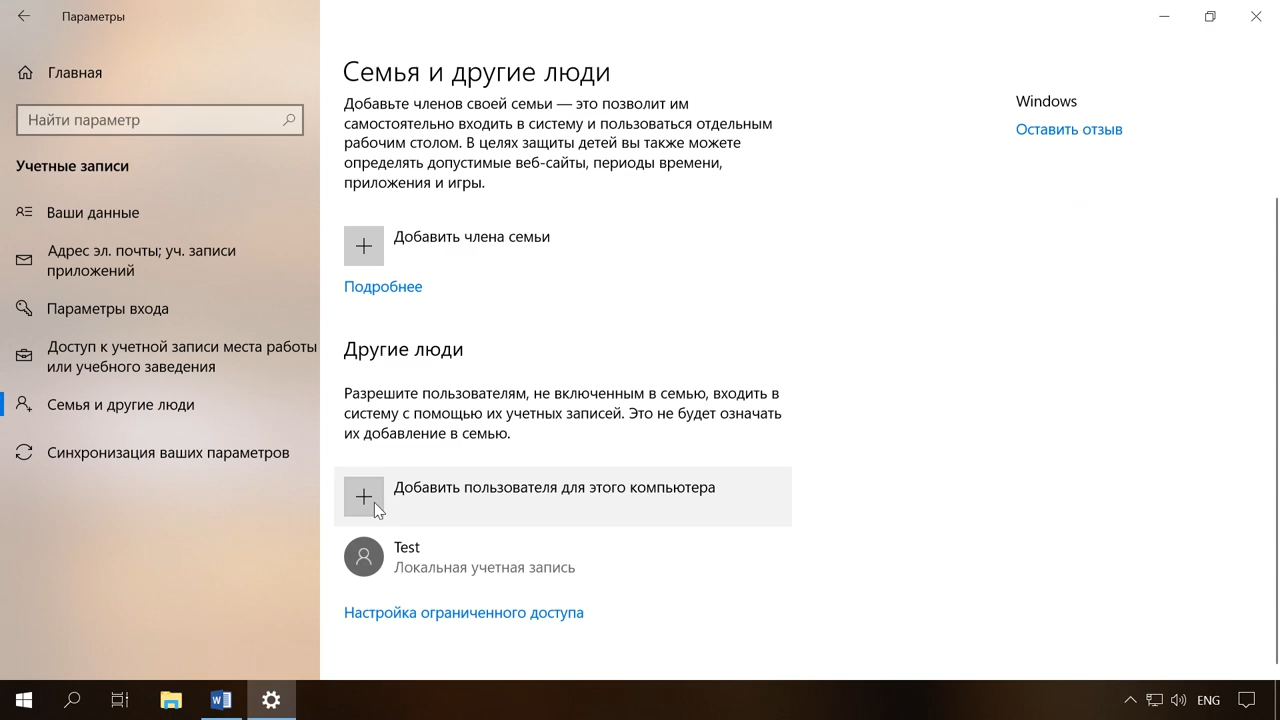 Параметры
Главная
Найти параметр
Учетные записи
Ваши данные
Адрес эл. почты; уч. записи
приложений
Параметры входа
Доступ к учетной записи места работы
или учебного заведения
Семья и другие люди
Синхронизация ваших параметров
Семья и другие люди
Добавьте членов своей семьи — это позволит им
самостоятельно входить в систему и пользоваться отдельным
рабочим столом. В целях защиты детей вы также можете
определять допустимые веб-сайты, периоды времени,
приложения и игры.
Добавить члена семьи
Подробнее
Другие люди
Разрешите пользователям, не включенным в семью, входить в
систему с помощью их учетных записей. Это не будет означать
их добавление в семью.
Добавить пользователя для этого компьютера
Test
Локальная учетная запись
Настройка ограниченного доступа
Windows
Оставить отзыв
ENG